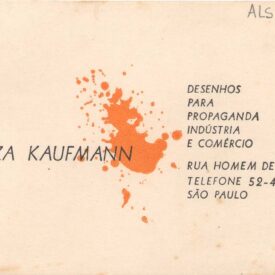 ALS
DESENHOS
PARA
PROPAGANDA
INDÚSTRIA
E COMÉRCIO
ZA KAUFMANN
RUA HOMEM DE
TELEFONE 52-4
SÃO PAULO